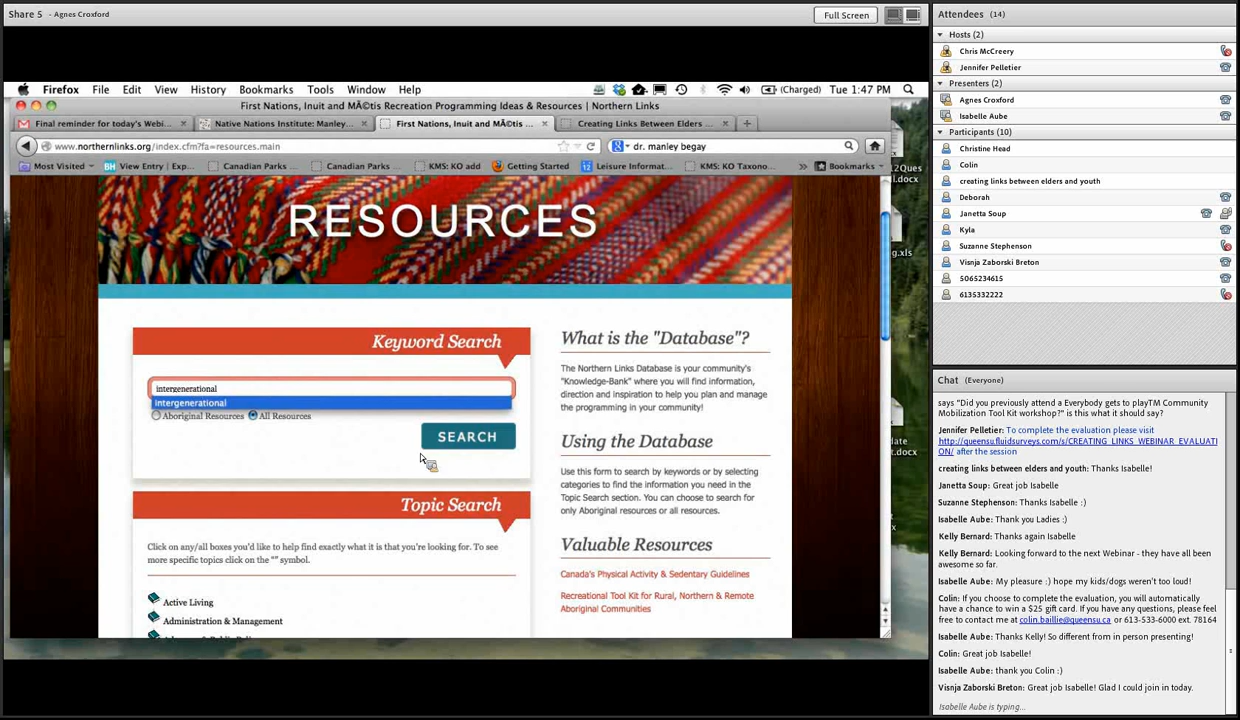 Share 5 - Agnes Croxford
Full Screen
Firefox File Edit View History Bookmarks Tools Window Help
(Charged) Tue 1:47 PM
First Nations, Inuit and MÃ©tis Recreation Programming Ideas & Resources | Northern Links
Final reminder for today's Webi...
Native Nations Institute: Manley...
First Nations, Inuit and MÃ©tis ...
Creating Links Between Elders ...
www.northernlinks.org/index.cfm?fa=resources.main
dr. manley begay
Most Visited
View Entry | Exp...
Canadian Parks ...
Canadian Parks ...
KMS: KO add
Getting Started
Leisure Informat...
KMS: KO Taxono...
Bookmarks
RESOURCES
Keyword Search
intergenerational
intergenerational
Aboriginal Resources All Resources
SEARCH
Topic Search
Click on any/all boxes you'd like to help find exactly what it is that you're looking for. To see
more specific topics click on the "" symbol.
Active Living
Administration & Management
What is the "Database"?
The Northern Links Database is your community's
"Knowledge-Bank" where you will find information,
direction and inspiration to help you plan and manage
the programming in your community!
Using the Database
Use this form to search by keywords or by selecting
categories to find the information you need in the
Topic Search section. You can choose to search for
only Aboriginal resources or all resources.
Valuable Resources
Canada's Physical Activity & Sedentary Guidelines
Recreational Tool Kit for Rural, Northern & Remote
Aboriginal Communities
Attendees (14)
Hosts (2)
Chris McCreery
Jennifer Pelletier
Presenters (2)
Agnes Croxford
Isabelle Aube
Participants (10)
Christine Head
Colin
creating links between elders and youth
Deborah
Janetta Soup
Kyla
Suzanne Stephenson
Visnja Zaborski Breton
5065234615
6135332222
Chat (Everyone)
says "Did you previously attend a Everybody gets to playTM Community
Mobilization Tool Kit workshop?" is this what it should say?
Jennifer Pelletier: To complete the evaluation please visit
http://queensu.fluidsurveys.com/s/CREATING_LINKS_WEBINAR_EVALUATI
ON/ after the session
creating links between elders and youth: Thanks Isabelle!
Janetta Soup: Great job Isabelle
Suzanne Stephenson: Thanks Isabelle :)
Isabelle Aube: Thank you Ladies :)
Kelly Bernard: Thanks again Isabelle
Kelly Bernard: Looking forward to the next Webinar - they have all been
awesome so far.
Isabelle Aube: My pleasure :) hope my kids/dogs weren't too loud!
Colin: If you choose to complete the evaluation, you will automatically
have a chance to win a $25 gift card. If you have any questions, please feel
free to contact me at colin.baillie@queensu.ca or 613-533-6000 ext. 78164
Isabelle Aube: Thanks Kelly! So different from in person presenting!
Colin: Great job Isabelle!
Isabelle Aube: thank you Colin :)
Visnja Zaborski Breton: Great job Isabelle! Glad I could join in today.
Isabelle Aube is typing...